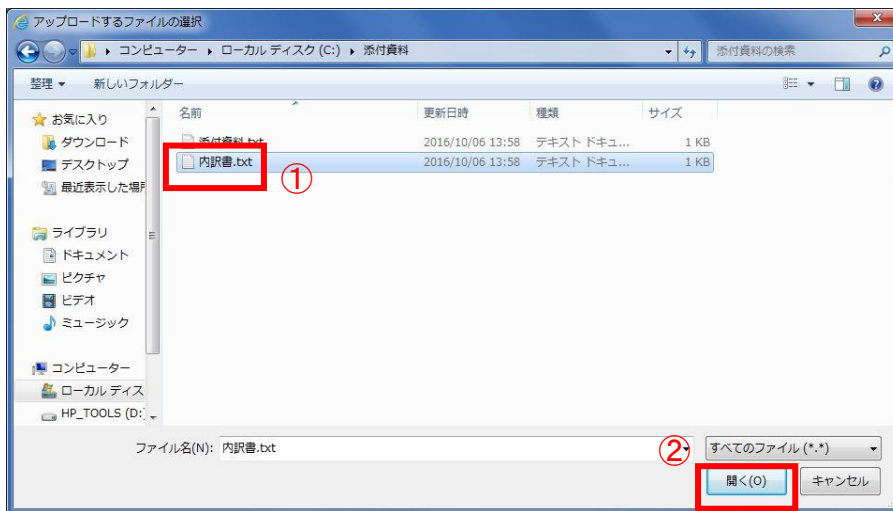 アップロードするファイルの選択
コンピューター ▸ ローカル ディスク (C:) ▸ 添付資料
添付資料の検索
整理 新しいフォルダー
名前 更新日時 種類 サイズ
添付資料.txt 2016/10/06 13:58 テキスト ドキュ... 1 KB
内訳書.txt 2016/10/06 13:58 テキスト ドキュ... 1 KB
①
お気に入り
ダウンロード
デスクトップ
最近表示した場所
ライブラリ
ドキュメント
ピクチャ
ビデオ
ミュージック
コンピューター
ローカル ディス
HP_TOOLS (D:)
ファイル名(N): 内訳書.txt
② すべてのファイル (*.*)
開く(O) キャンセル